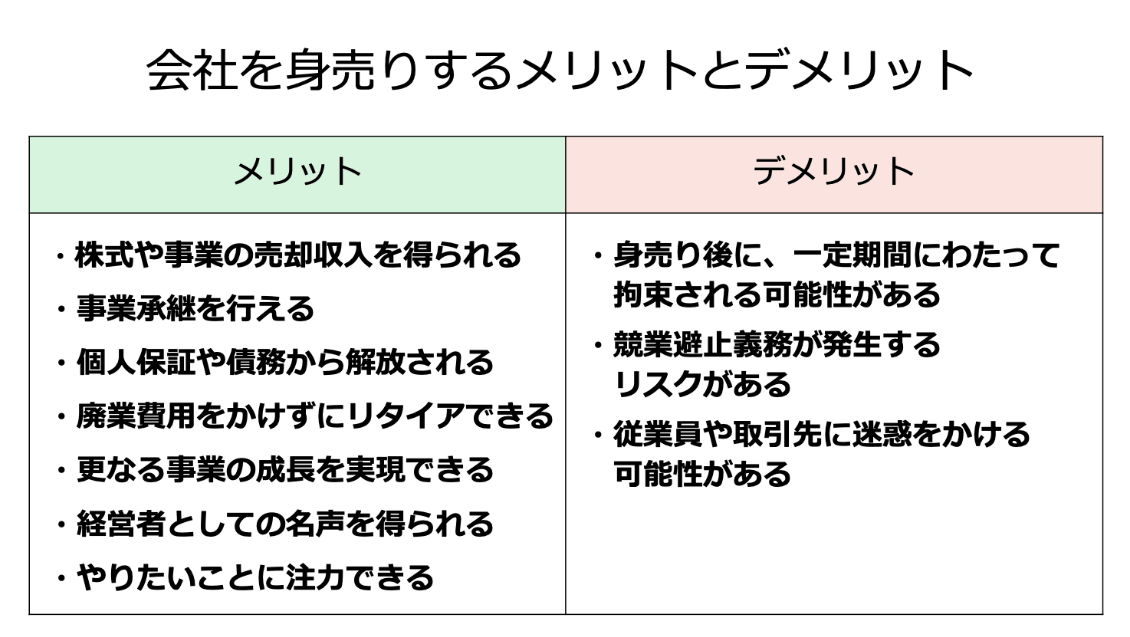 会社を身売りするメリットとデメリット
メリット
・株式や事業の売却収入を得られる
・事業承継を行える
・個人保証や債務から解放される
・廃業費用をかけずにリタイアできる
・更なる事業の成長を実現できる
・経営者としての名声を得られる
・やりたいことに注力できる
デメリット
・身売り後に、一定期間にわたって
拘束される可能性がある
・競業避止義務が発生する
リスクがある
・従業員や取引先に迷惑をかける
可能性がある